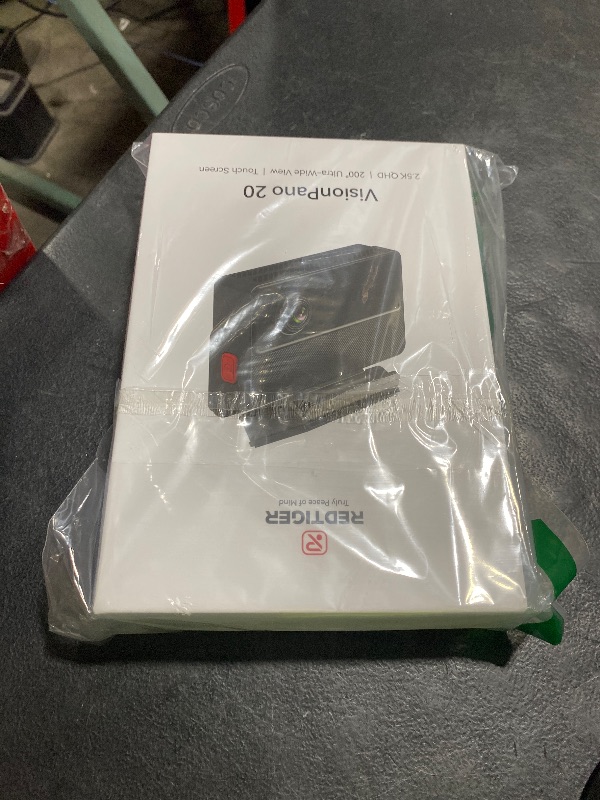 REDTIGER
Truly Peace of Mind
VisionPano 20
2.5K QHD | 200° Ultra-Wide View | Touch Screen